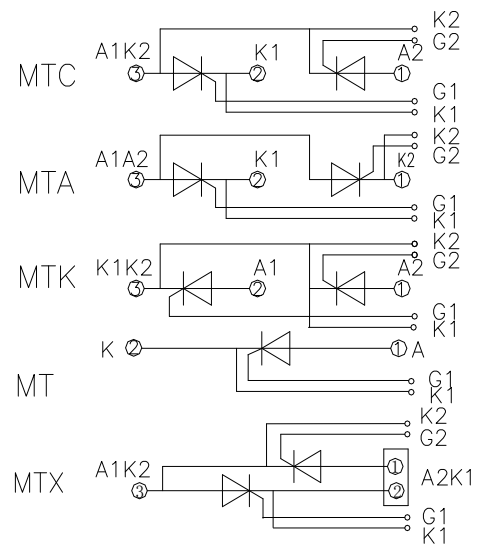 K2
G2
A1K2 K1 A2
MTC ③ ② ①
G1
K1
K2
G2
A1A2 K1 K2
MTA ③ ② ①
G1
K1
K2
G2
K1K2 A1 A2
MTK ③ ② ①
G1
K1
K ② ① A
MT
G1
K1
K2
G2
①
A1K2 A2K1
MTX ③ ②
G1
K1